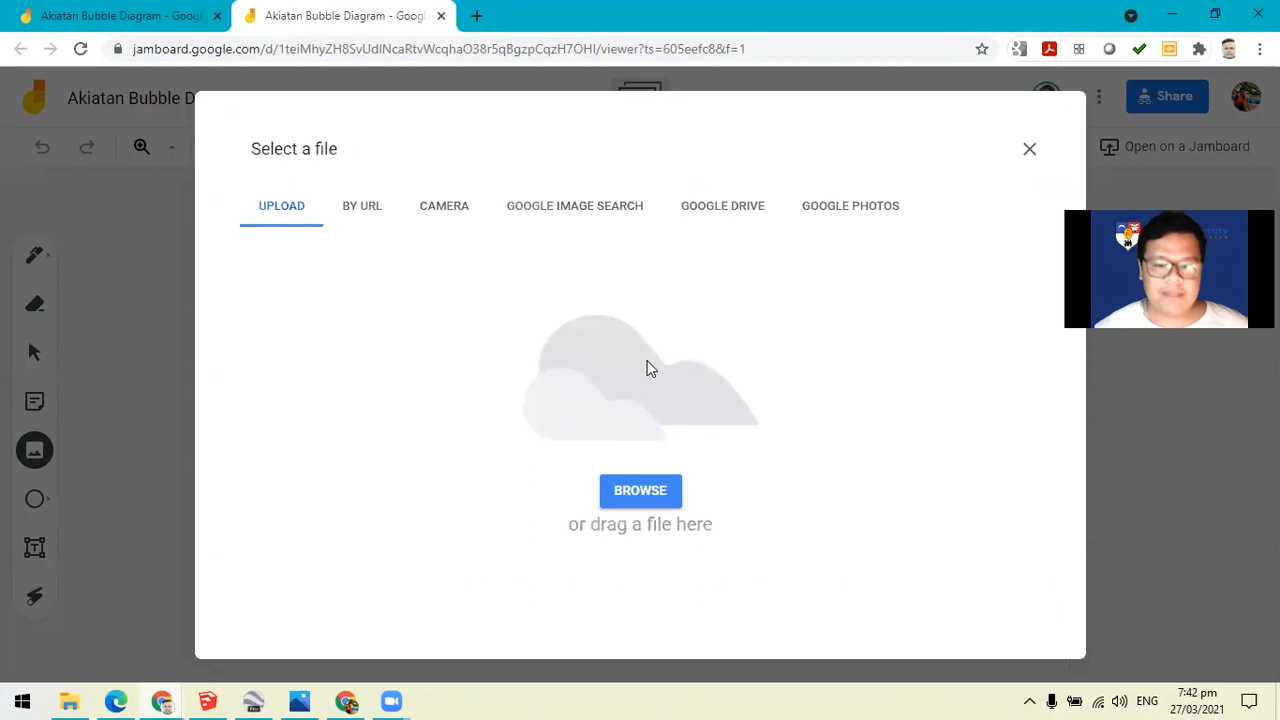 Akiatan Bubble Diagram - Googl
Akiatan Bubble Diagram - Googl
jamboard.google.com/d/1teiMhyZH8SvUdlNcaRtvWcqhaO38r5qBgzpCqzH7OHI/viewer?ts=605eefc8&f=1
Akiatan Bubble D
Share
Open on a Jamboard
Select a file
UPLOAD
BY URL
CAMERA
GOOGLE IMAGE SEARCH
GOOGLE DRIVE
GOOGLE PHOTOS
BROWSE
or drag a file here
ENG
7:42 pm
27/03/2021